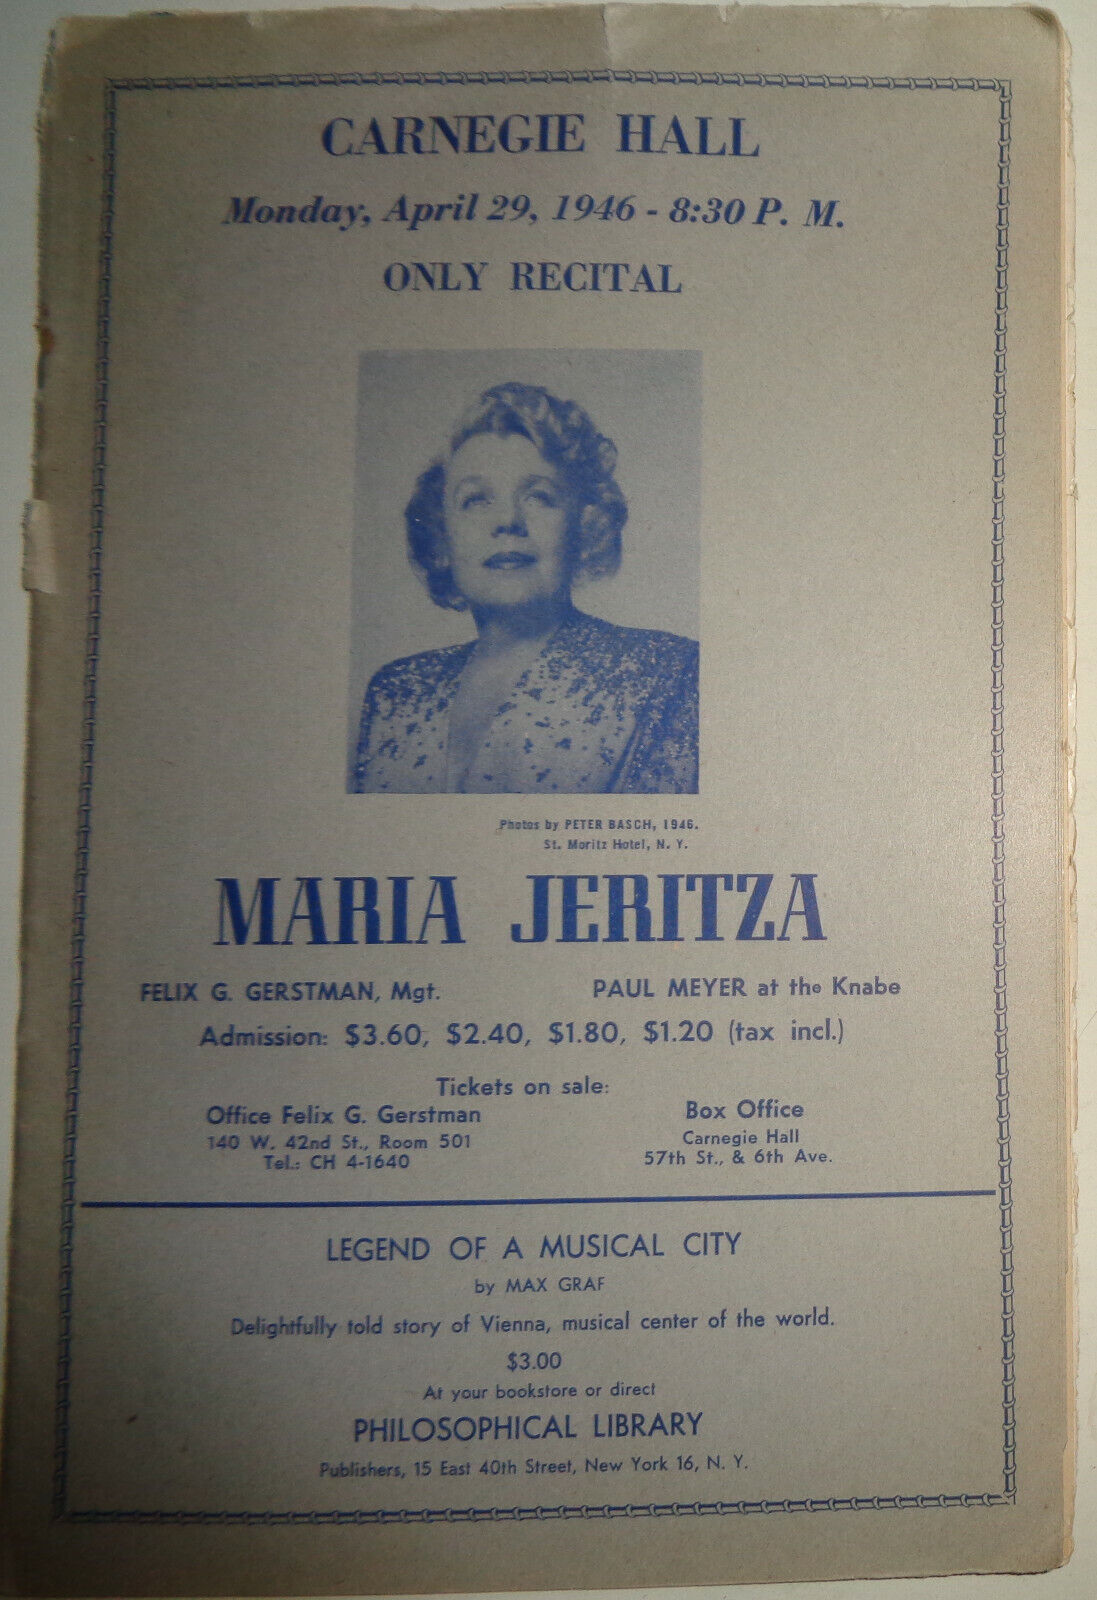 CARNEGIE HALL
Monday, April 29, 1946 - 8:30 P. M.
ONLY RECITAL
Photos by PETER BASCH, 1946.
St. Moritz Hotel, N. Y.
MARIA JERITZA
FELIX G. GERSTMAN, Mgt. PAUL MEYER at the Knabe
Admission: $3.60, $2.40, $1.80, $1.20 (tax incl.)
Tickets on sale:
Office Felix G. Gerstman
140 W. 42nd St., Room 501
Tel.: CH 4-1640
Box Office
Carnegie Hall
57th St., & 6th Ave.
LEGEND OF A MUSICAL CITY
by MAX GRAF
Delightfully told story of Vienna, musical center of the world.
$3.00
At your bookstore or direct
PHILOSOPHICAL LIBRARY
Publishers, 15 East 40th Street, New York 16, N. Y.